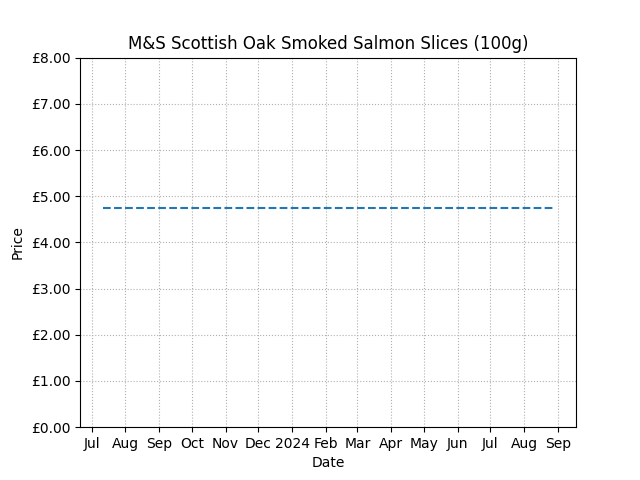 M&S Scottish Oak Smoked Salmon Slices (100g)
£8.00
£7.00
£6.00
£5.00
£4.00
£3.00
£2.00
£1.00
£0.00
Price
Jul Aug Sep Oct Nov Dec 2024 Feb Mar Apr May Jun Jul Aug Sep
Date